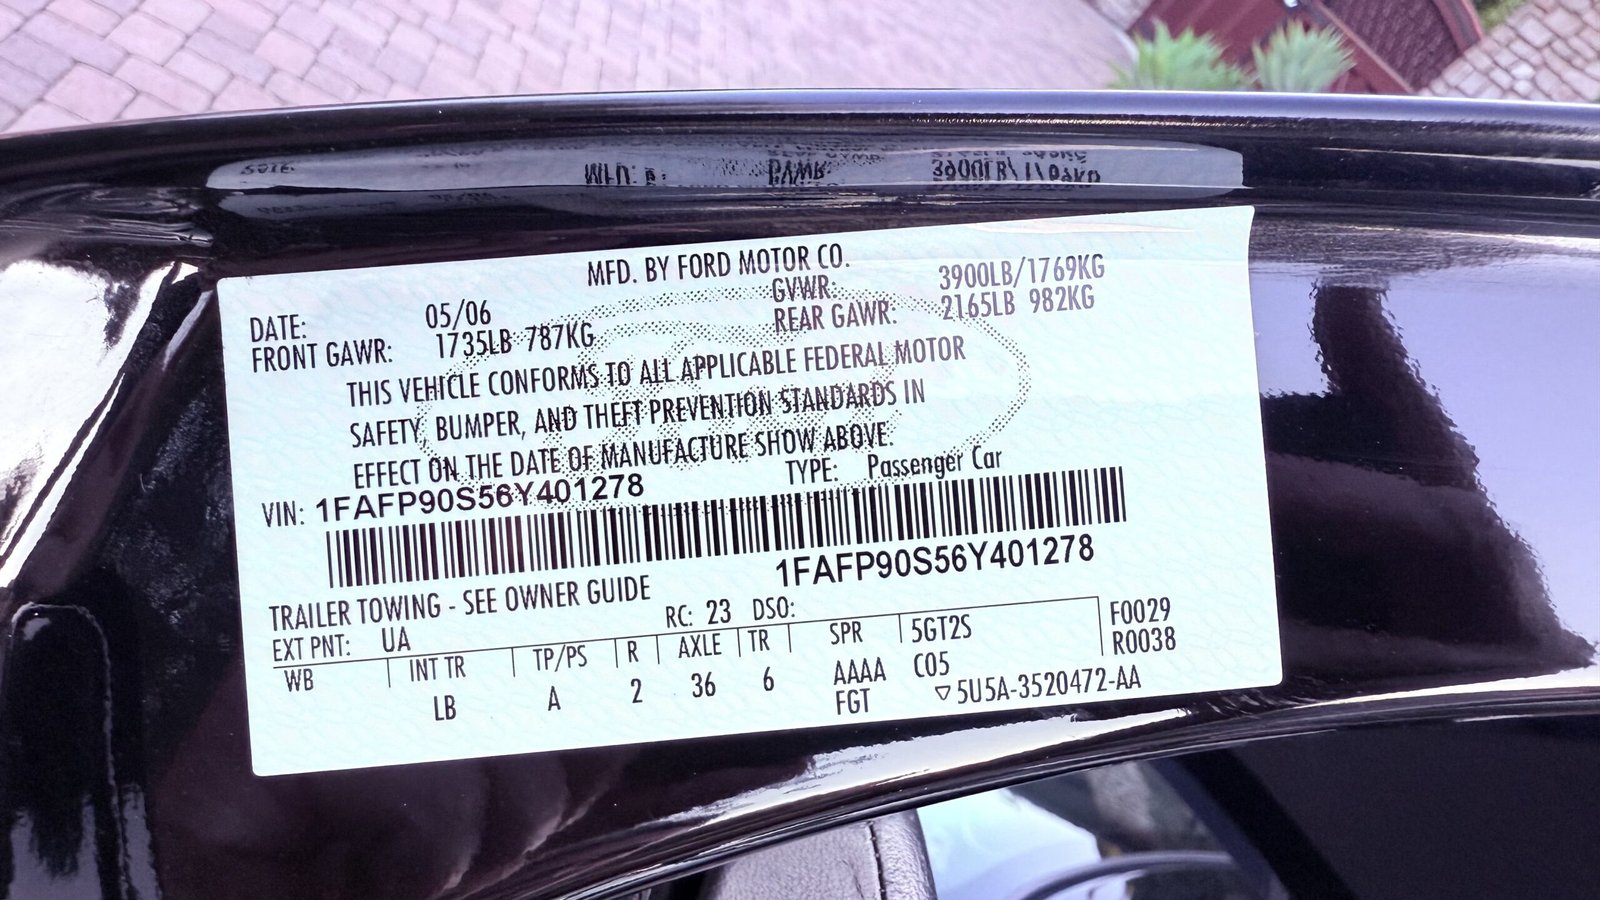 MFD. BY FORD MOTOR CO.
DATE: 05/06 GVWR: 3900LB/1769KG
FRONT GAWR: 1735LB 787KG REAR GAWR: 2165LB 982KG
THIS VEHICLE CONFORMS TO ALL APPLICABLE FEDERAL MOTOR
SAFETY, BUMPER, AND THEFT PREVENTION STANDARDS IN
EFFECT ON THE DATE OF MANUFACTURE SHOW ABOVE.
VIN: 1FAFP90S56Y401278 TYPE: Passenger Car
1FAFP90S56Y401278
TRAILER TOWING - SEE OWNER GUIDE
EXT PNT: UA RC: 23 DSO: F0029
WB INT TR TP/PS R AXLE TR SPR 5GT2S R0038
LB A 2 36 6 AAAA C05
FGT ▽5U5A-3520472-AA